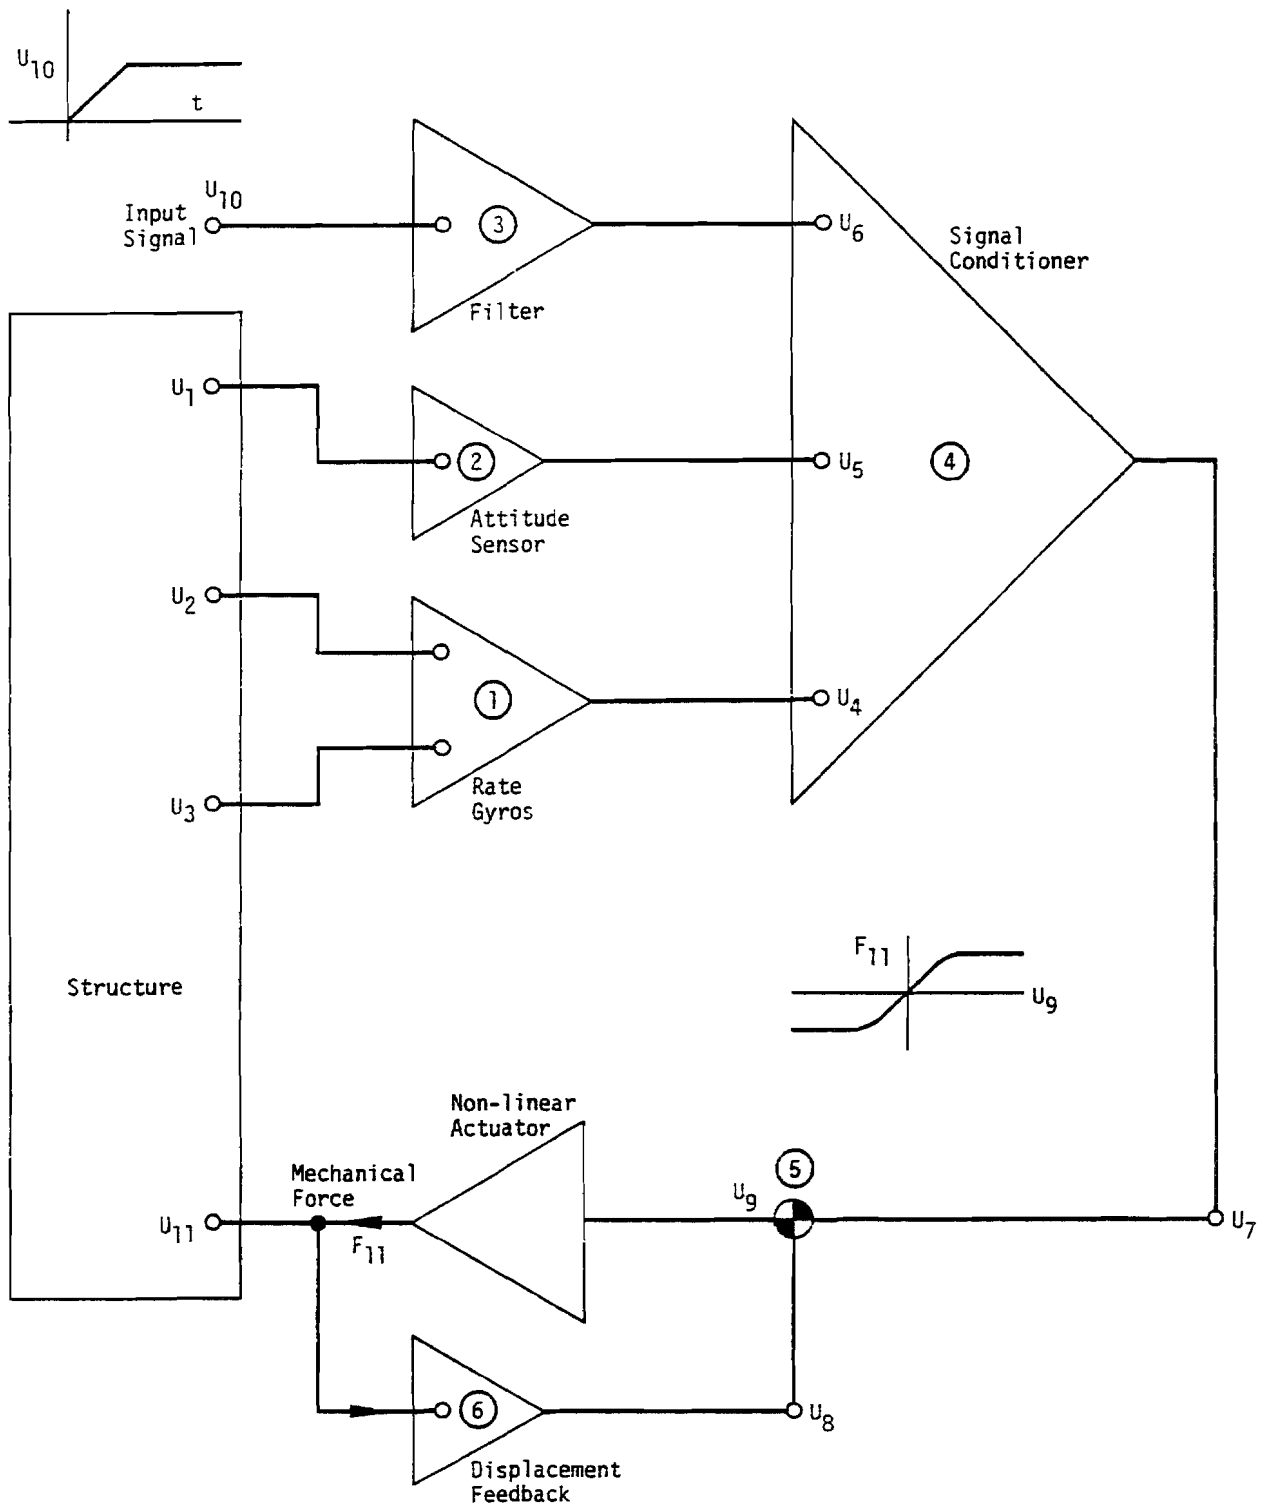 U10
t
U10
Input
Signal
3
Filter
U6
Signal
Conditioner
U1
2
Attitude
Sensor
U5
4
U2
1
Rate
Gyros
U4
U3
Structure
F11
U9
Non-linear
Actuator
Mechanical
Force
5
U9
U11
F11
U7
6
U8
Displacement
Feedback